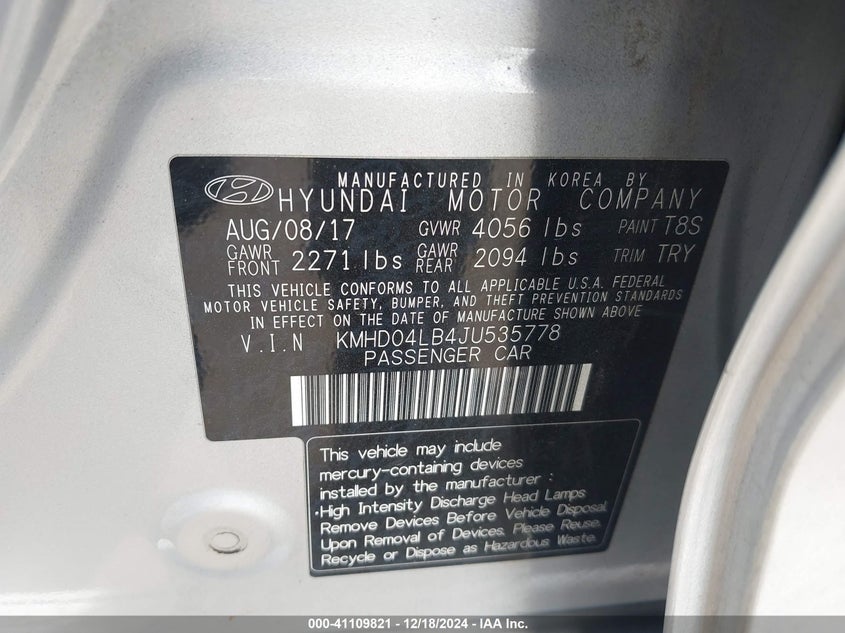 MANUFACTURED IN KOREA BY
HYUNDAI MOTOR COMPANY
AUG/08/17 GVWR 4056 lbs PAINT T8S
GAWR FRONT 2271 lbs GAWR REAR 2094 lbs TRIM TRY
THIS VEHICLE CONFORMS TO ALL APPLICABLE U.S.A. FEDERAL
MOTOR VEHICLE SAFETY, BUMPER, AND THEFT PREVENTION STANDARDS
IN EFFECT ON THE DATE OF MANUFACTURE SHOWN ABOVE
V.I.N KMHD04LB4JU535778
PASSENGER CAR
This vehicle may include
mercury-containing devices
installed by the manufacturer :
•High Intensity Discharge Head Lamps
Remove Devices Before Vehicle Disposal
Upon Removal of Devices. Please Reuse.
Recycle or Dispose as Hazardous Waste.
000-41109821 / 12/18/2024 - IAA Inc.